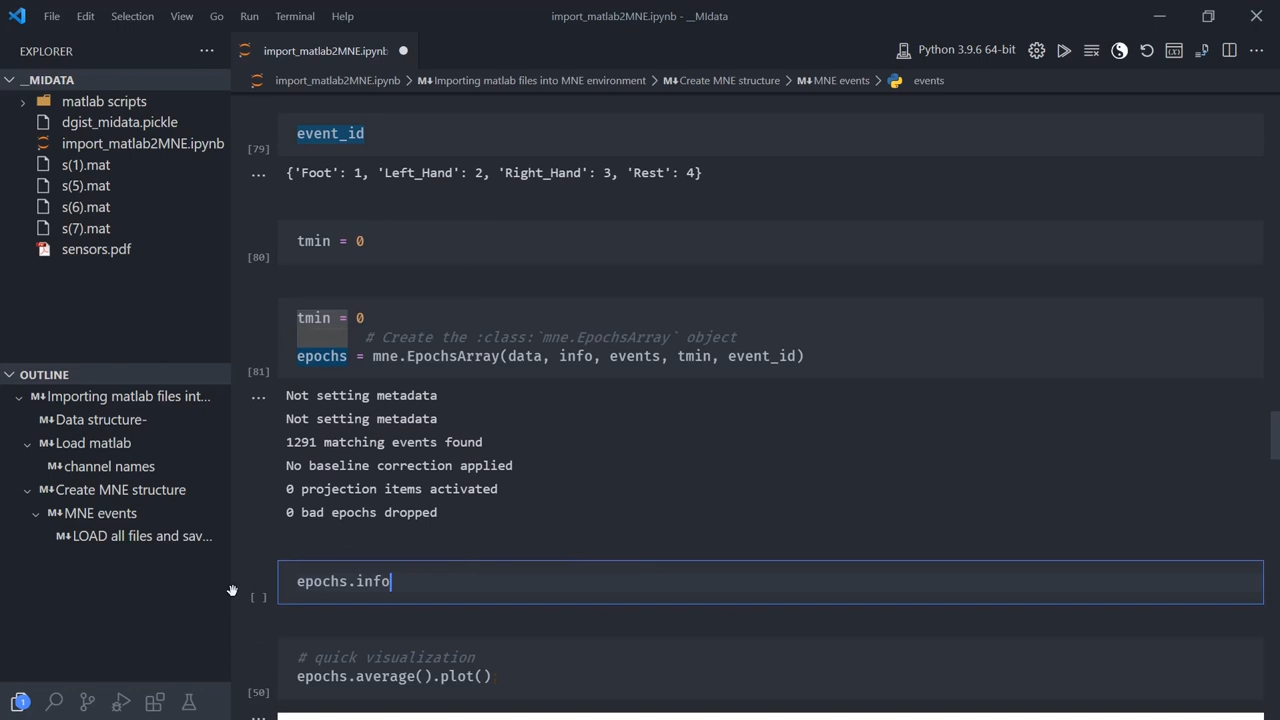 File Edit Selection View Go Run Terminal Help
import_matlab2MNE.ipynb - __MIdata
EXPLORER
import_matlab2MNE.ipynb
Python 3.9.6 64-bit
__MIDATA
import_matlab2MNE.ipynb > Importing matlab files into MNE environment > Create MNE structure > MNE events > events
matlab scripts
dgist_midata.pickle
import_matlab2MNE.ipynb
s(1).mat
s(5).mat
s(6).mat
s(7).mat
sensors.pdf
OUTLINE
Importing matlab files int...
Data structure-
Load matlab
channel names
Create MNE structure
MNE events
LOAD all files and sav...
1
event_id
[79]
{'Foot': 1, 'Left_Hand': 2, 'Right_Hand': 3, 'Rest': 4}
tmin = 0
[80]
tmin = 0
# Create the :class:`mne.EpochsArray` object
epochs = mne.EpochsArray(data, info, events, tmin, event_id)
[81]
Not setting metadata
Not setting metadata
1291 matching events found
No baseline correction applied
0 projection items activated
0 bad epochs dropped
epochs.info
[ ]
# quick visualization
epochs.average().plot()
[50]